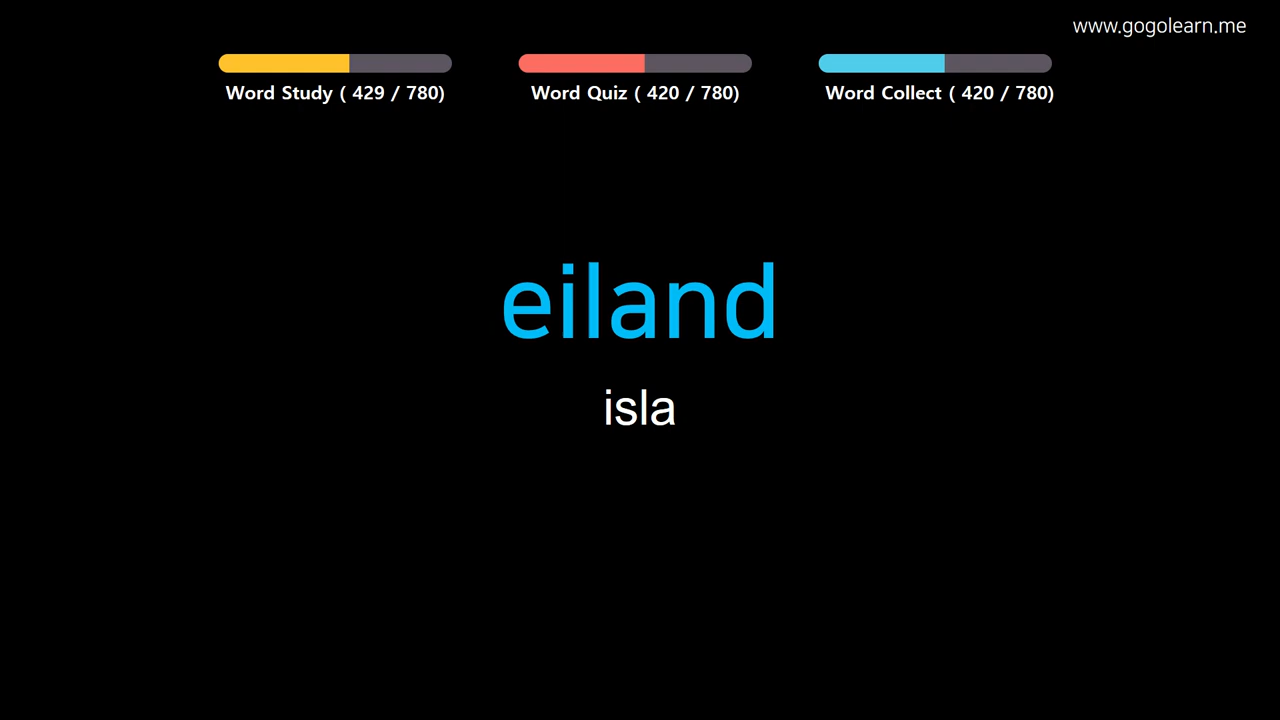 www.gogolearn.me
Word Study ( 429 / 780)
Word Quiz ( 420 / 780)
Word Collect ( 420 / 780)
eiland
isla